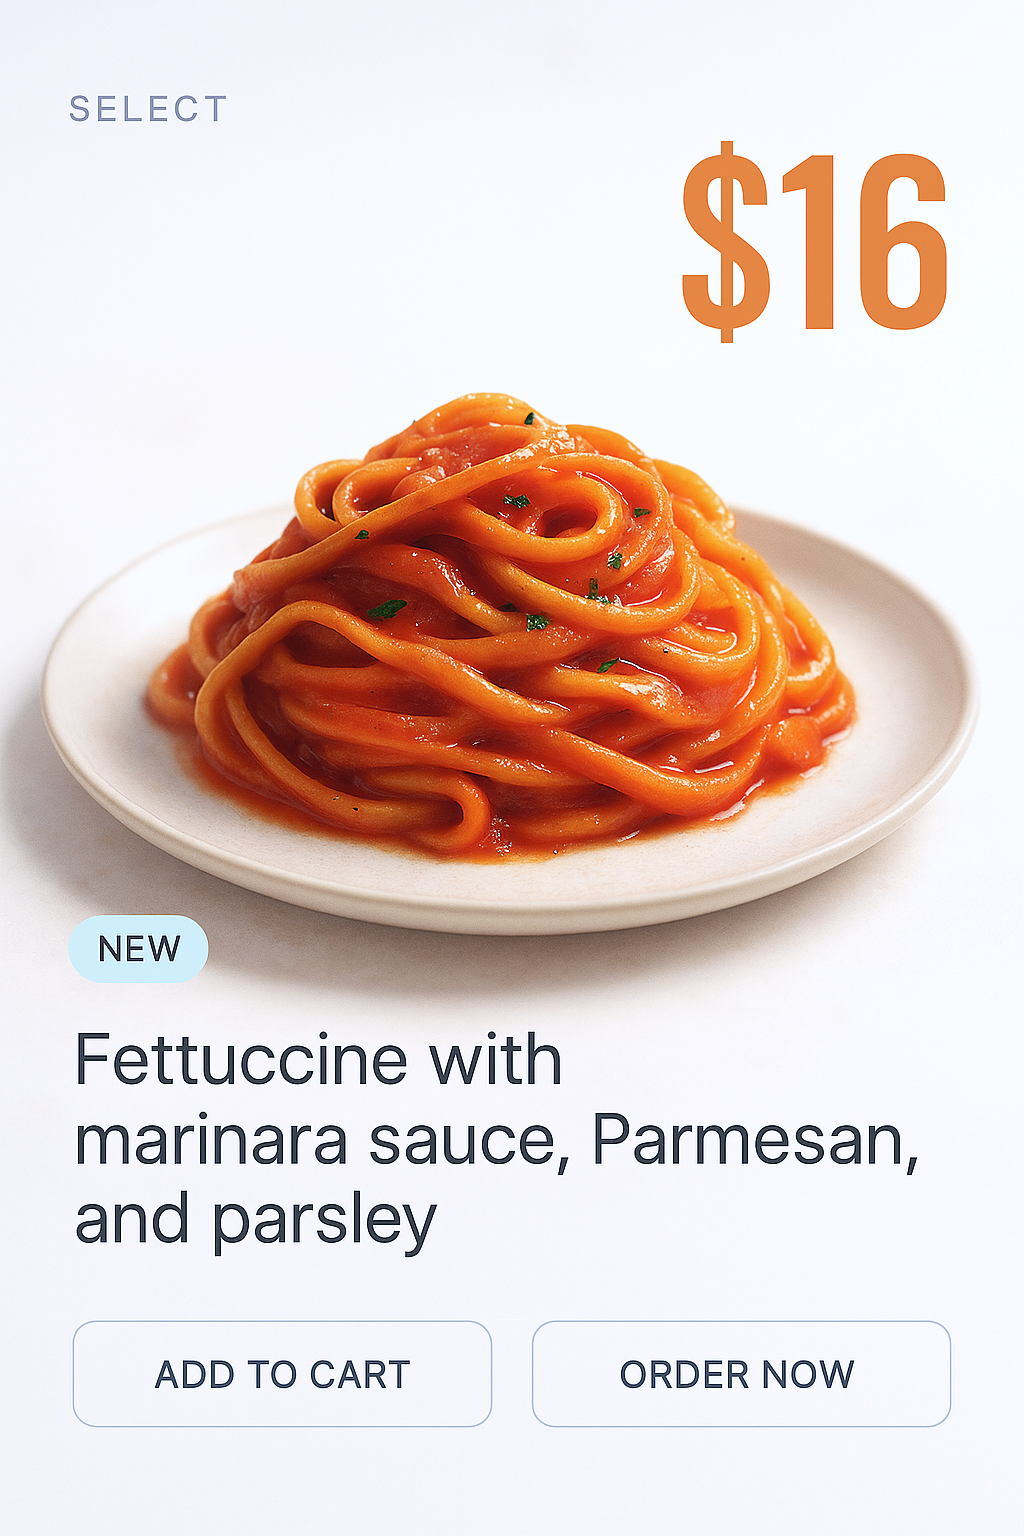 SELECT
$16
NEW
Fettuccine with
marinara sauce, Parmesan,
and parsley
ADD TO CART
ORDER NOW